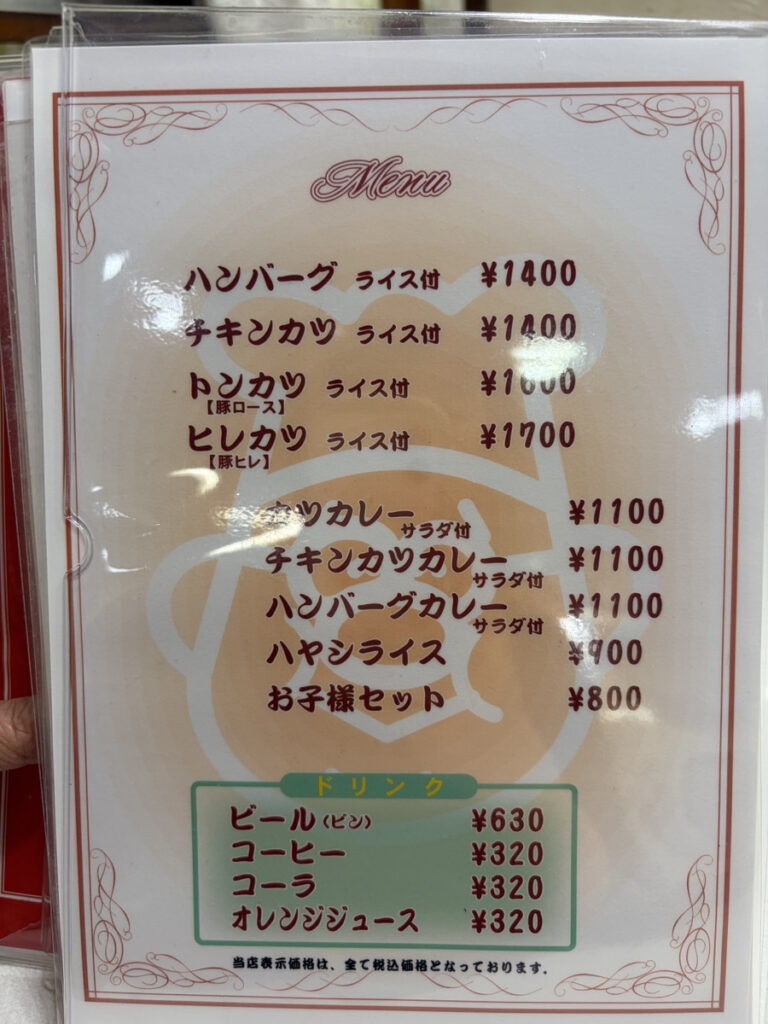 Menu
ハンバーグ ライス付 ¥1400
チキンカツ ライス付 ¥1400
トンカツ ライス付 ¥1600
【豚ロース】
ヒレカツ ライス付 ¥1700
【豚ヒレ】
カツカレー ¥1100
サラダ付
チキンカツカレー ¥1100
サラダ付
ハンバーグカレー ¥1100
サラダ付
ハヤシライス ¥900
お子様セット ¥800
ドリンク
ビール(ビン) ¥630
コーヒー ¥320
コーラ ¥320
オレンジジュース ¥320
当店表示価格は、全て税込価格となっております.